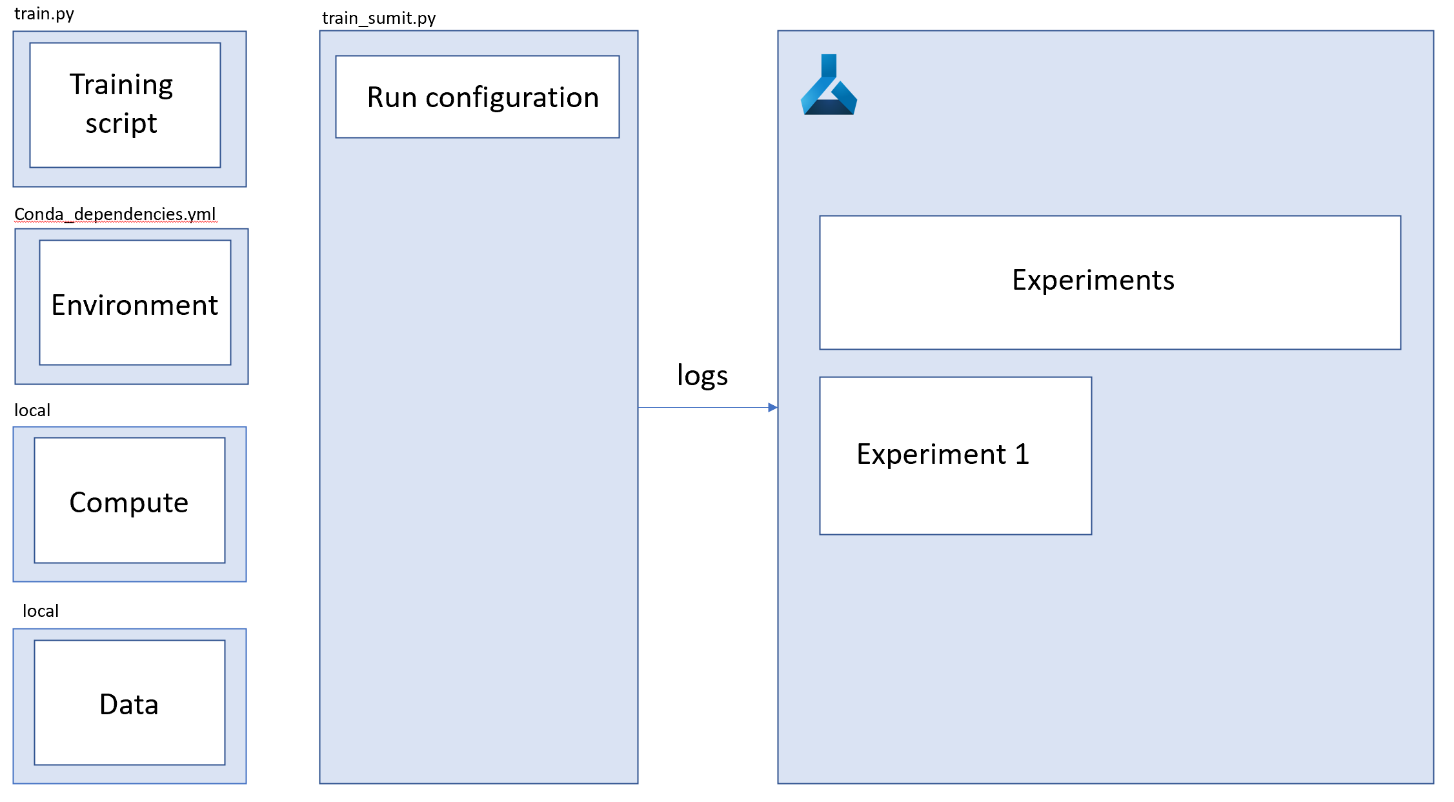 train.py
Training
script
Conda_dependencies.yml
Environment
local
Compute
local
Data
train_sumit.py
Run configuration
logs
Experiments
Experiment 1